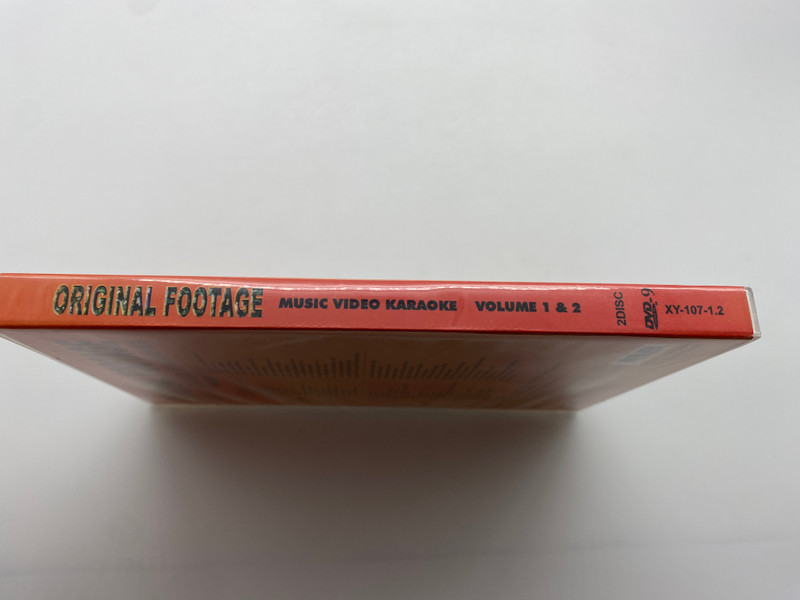 ORIGINAL FOOTAGE MUSIC VIDEO KARAOKE VOLUME 1 & 2 2DISC DVD-9 XY-107-1.2